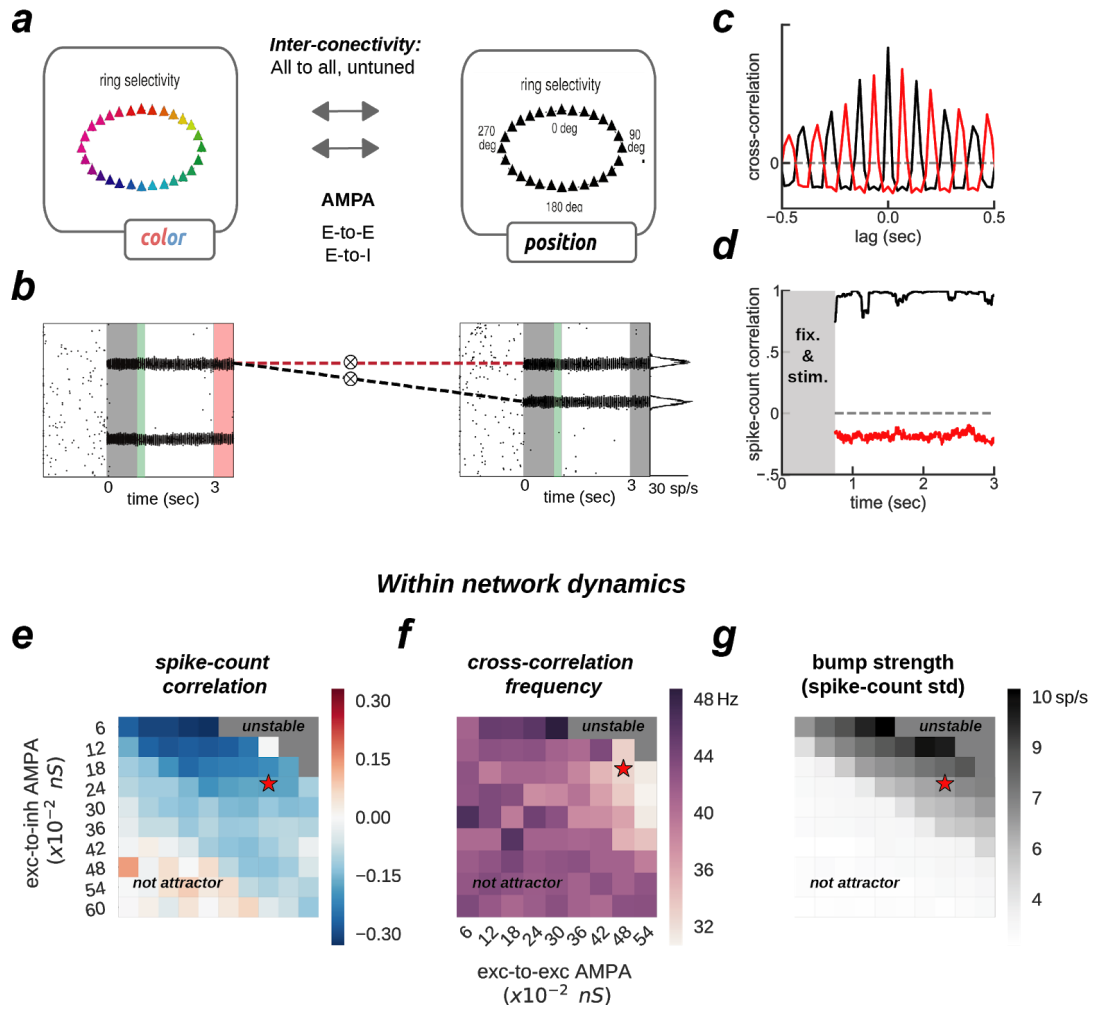 a
Inter-conectivity:
All to all, untuned
ring selectivity
color
AMPA
E-to-E
E-to-I
ring selectivity
0 deg
270
deg
90
deg
180 deg
position
c
cross-correlation
0
−0.5
0.0
0.5
lag (sec)
b
0
3
time (sec)
0
3
30 sp/s
time (sec)
d
spike-count correlation
1
.5
0
-.5
fix.
&
stim.
0
1
2
3
time (sec)
Within network dynamics
e
spike-count
correlation
exc-to-inh AMPA
(x10−2 nS)
6
12
18
24
30
36
42
48
54
60
unstable
not attractor
0.30
0.15
0.00
−0.15
−0.30
f
cross-correlation
frequency
unstable
not attractor
6
12
18
24
30
36
42
48
54
exc-to-exc AMPA
(x10−2 nS)
48 Hz
44
40
36
32
g
bump strength
(spike-count std)
unstable
not attractor
10 sp/s
9
7
6
4